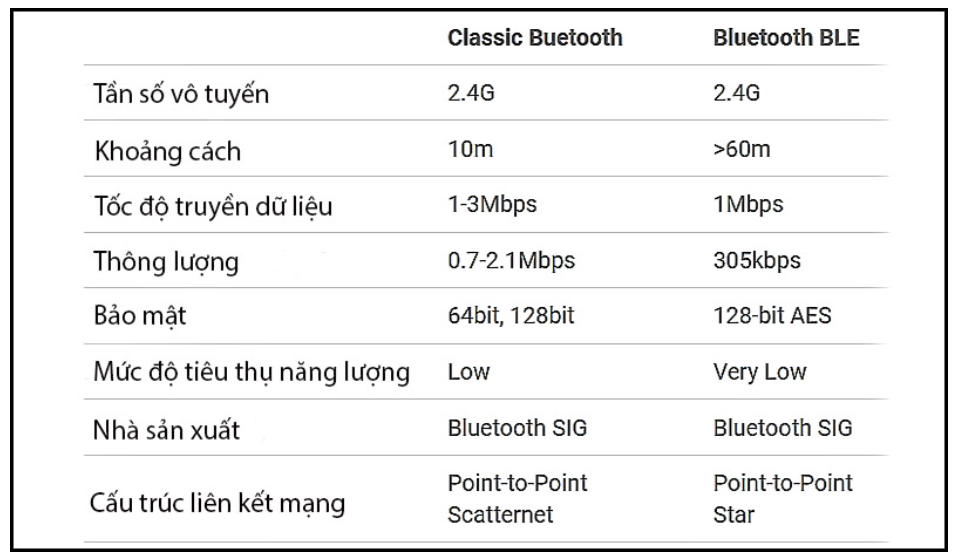 Classic Buetooth Bluetooth BLE
Tần số vô tuyến 2.4G 2.4G
Khoảng cách 10m >60m
Tốc độ truyền dữ liệu 1-3Mbps 1Mbps
Thông lượng 0.7-2.1Mbps 305kbps
Bảo mật 64bit, 128bit 128-bit AES
Mức độ tiêu thụ năng lượng Low Very Low
Nhà sản xuất Bluetooth SIG Bluetooth SIG
Cấu trúc liên kết mạng Point-to-Point Point-to-Point
Scatternet Star